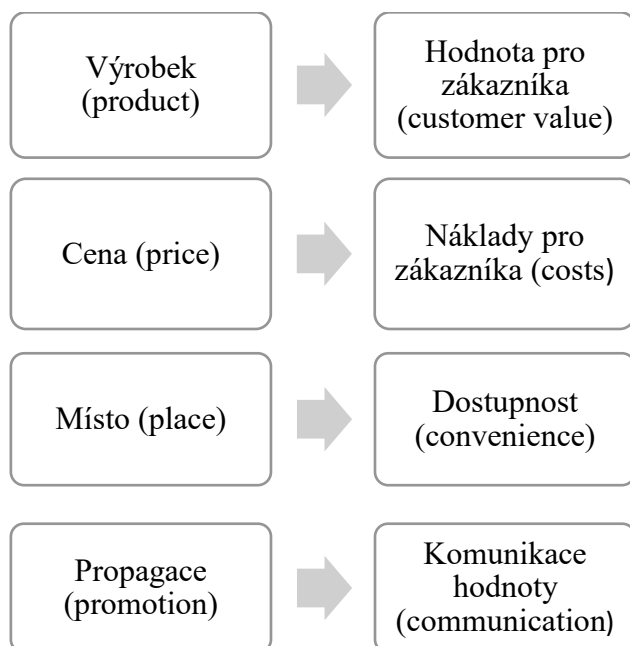 Výrobek
(product)
Hodnota pro
zákazníka
(customer value)
Cena (price)
Náklady pro
zákazníka (costs)
Místo (place)
Dostupnost
(convenience)
Propagace
(promotion)
Komunikace
hodnoty
(communication)